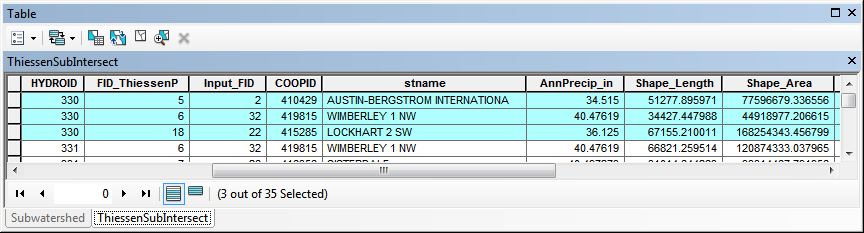 Table
ThiessenSubIntersect
HYDROID FID_ThiessenP Input_FID COOPID stname AnnPrecip_in Shape_Length Shape_Area
330 5 2 410429 AUSTIN-BERGSTROM INTERNATIONA 34.515 51277.895971 77596679.336556
330 6 32 419815 WIMBERLEY 1 NW 40.47619 34427.447988 44918977.206615
330 18 22 415285 LOCKHART 2 SW 36.125 67155.210011 168254343.456799
331 6 32 419815 WIMBERLEY 1 NW 40.47619 66821.259514 120874333.037965
0 (3 out of 35 Selected)
Subwatershed ThiessenSubIntersect